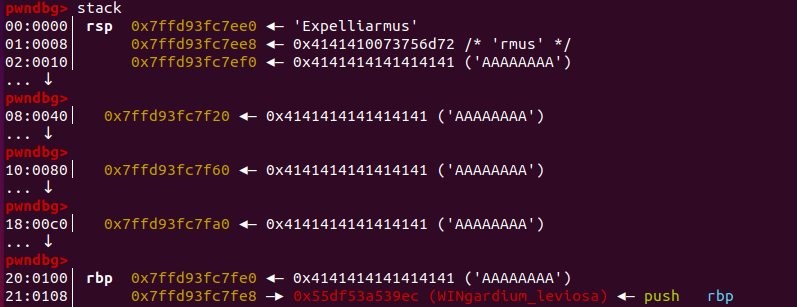 pwndbg> stack
00:0000│ rsp 0x7ffd93fc7ee0 ◂— 'Expelliarmus'
01:0008│ 0x7ffd93fc7ee8 ◂— 0x4141410073756d72 /* 'rmus' */
02:0010│ 0x7ffd93fc7ef0 ◂— 0x4141414141414141 ('AAAAAAAA')
... ↓
pwndbg>
08:0040│ 0x7ffd93fc7f20 ◂— 0x4141414141414141 ('AAAAAAAA')
... ↓
pwndbg>
10:0080│ 0x7ffd93fc7f60 ◂— 0x4141414141414141 ('AAAAAAAA')
... ↓
pwndbg>
18:00c0│ 0x7ffd93fc7fa0 ◂— 0x4141414141414141 ('AAAAAAAA')
... ↓
pwndbg>
20:0100│ rbp 0x7ffd93fc7fe0 ◂— 0x4141414141414141 ('AAAAAAAA')
21:0108│ 0x7ffd93fc7fe8 —▸ 0x55df53a539ec (WINgardium_leviosa) ◂— push rbp